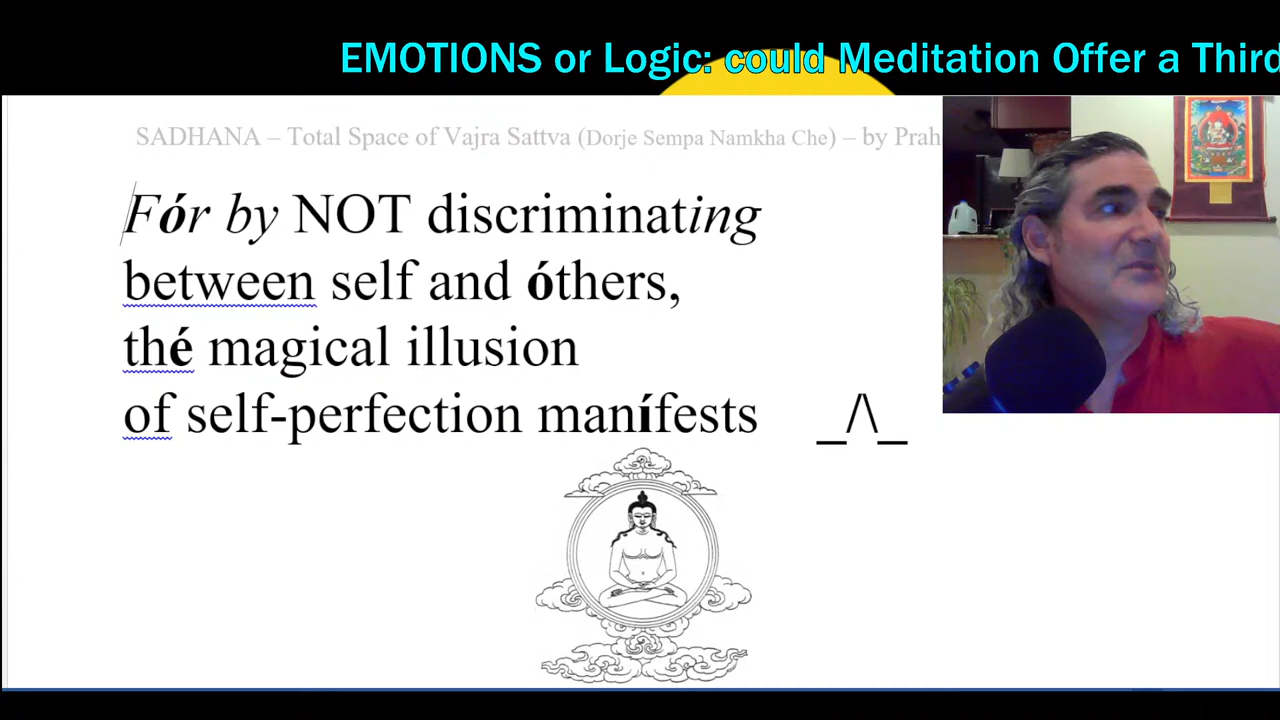 EMOTIONS or Logic: could Meditation Offer a Third
SADHANA – Total Space of Vajra Sattva (Dorje Sempa Namkha Che) – by Prah
Fór by NOT discriminating
between self and óthers,
thé magical illusion
of self-perfection manífests _/\_